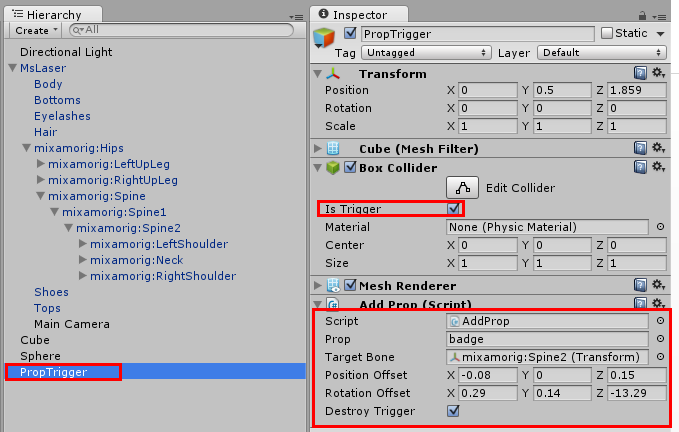 Hierarchy
Create All
Directional Light
MsLaser
Body
Bottoms
Eyelashes
Hair
mixamorig:Hips
mixamorig:LeftUpLeg
mixamorig:RightUpLeg
mixamorig:Spine
mixamorig:Spine1
mixamorig:Spine2
mixamorig:LeftShoulder
mixamorig:Neck
mixamorig:RightShoulder
Shoes
Tops
Main Camera
Cube
Sphere
PropTrigger
Inspector
PropTrigger Static
Tag Untagged Layer Default
Transform
Position X 0 Y 0.5 Z 1.859
Rotation X 0 Y 0 Z 0
Scale X 1 Y 1 Z 1
Cube (Mesh Filter)
Box Collider
Edit Collider
Is Trigger
Material None (Physic Material)
Center X 0 Y 0 Z 0
Size X 1 Y 1 Z 1
Mesh Renderer
Add Prop (Script)
Script AddProp
Prop badge
Target Bone mixamorig:Spine2 (Transform)
Position Offset X -0.08 Y 0 Z 0.15
Rotation Offset X 0.29 Y 0.14 Z -13.29
Destroy Trigger